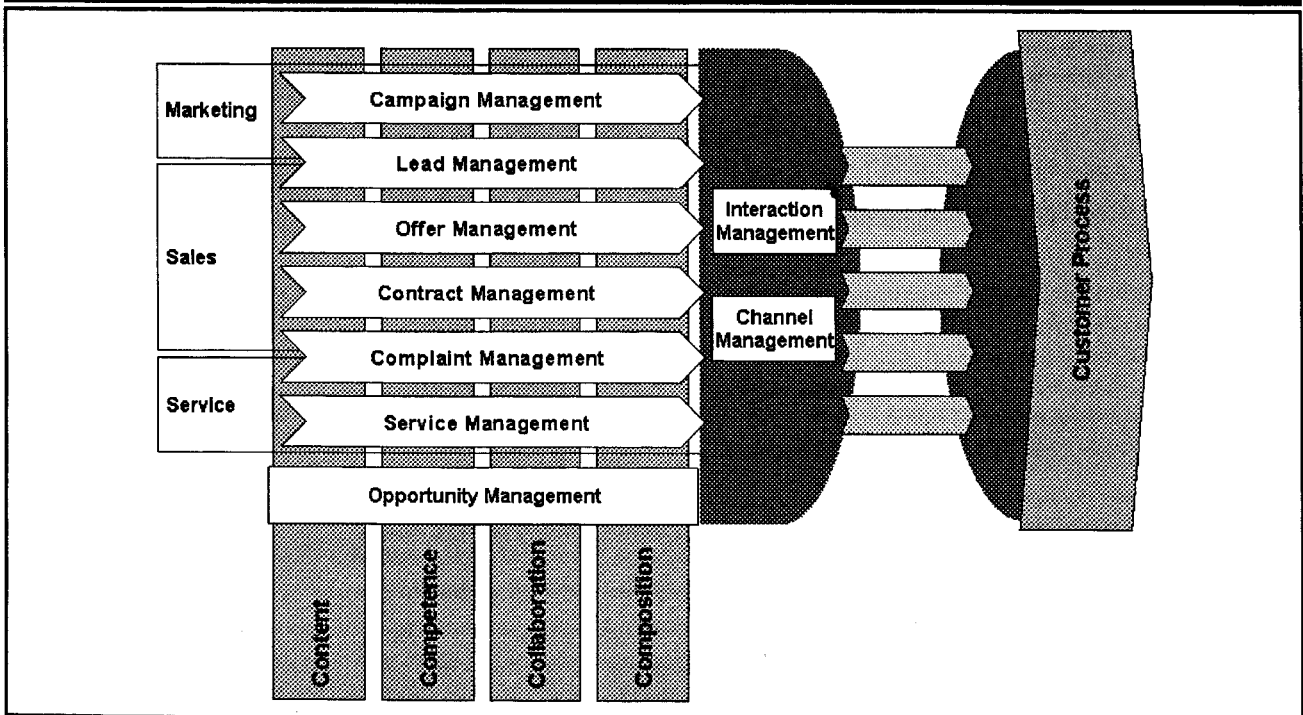 Marketing
Sales
Service
Campaign Management
Lead Management
Offer Management
Contract Management
Complaint Management
Service Management
Opportunity Management
Content
Competence
Collaboration
Composition
Interaction
Management
Channel
Management
Customer Process